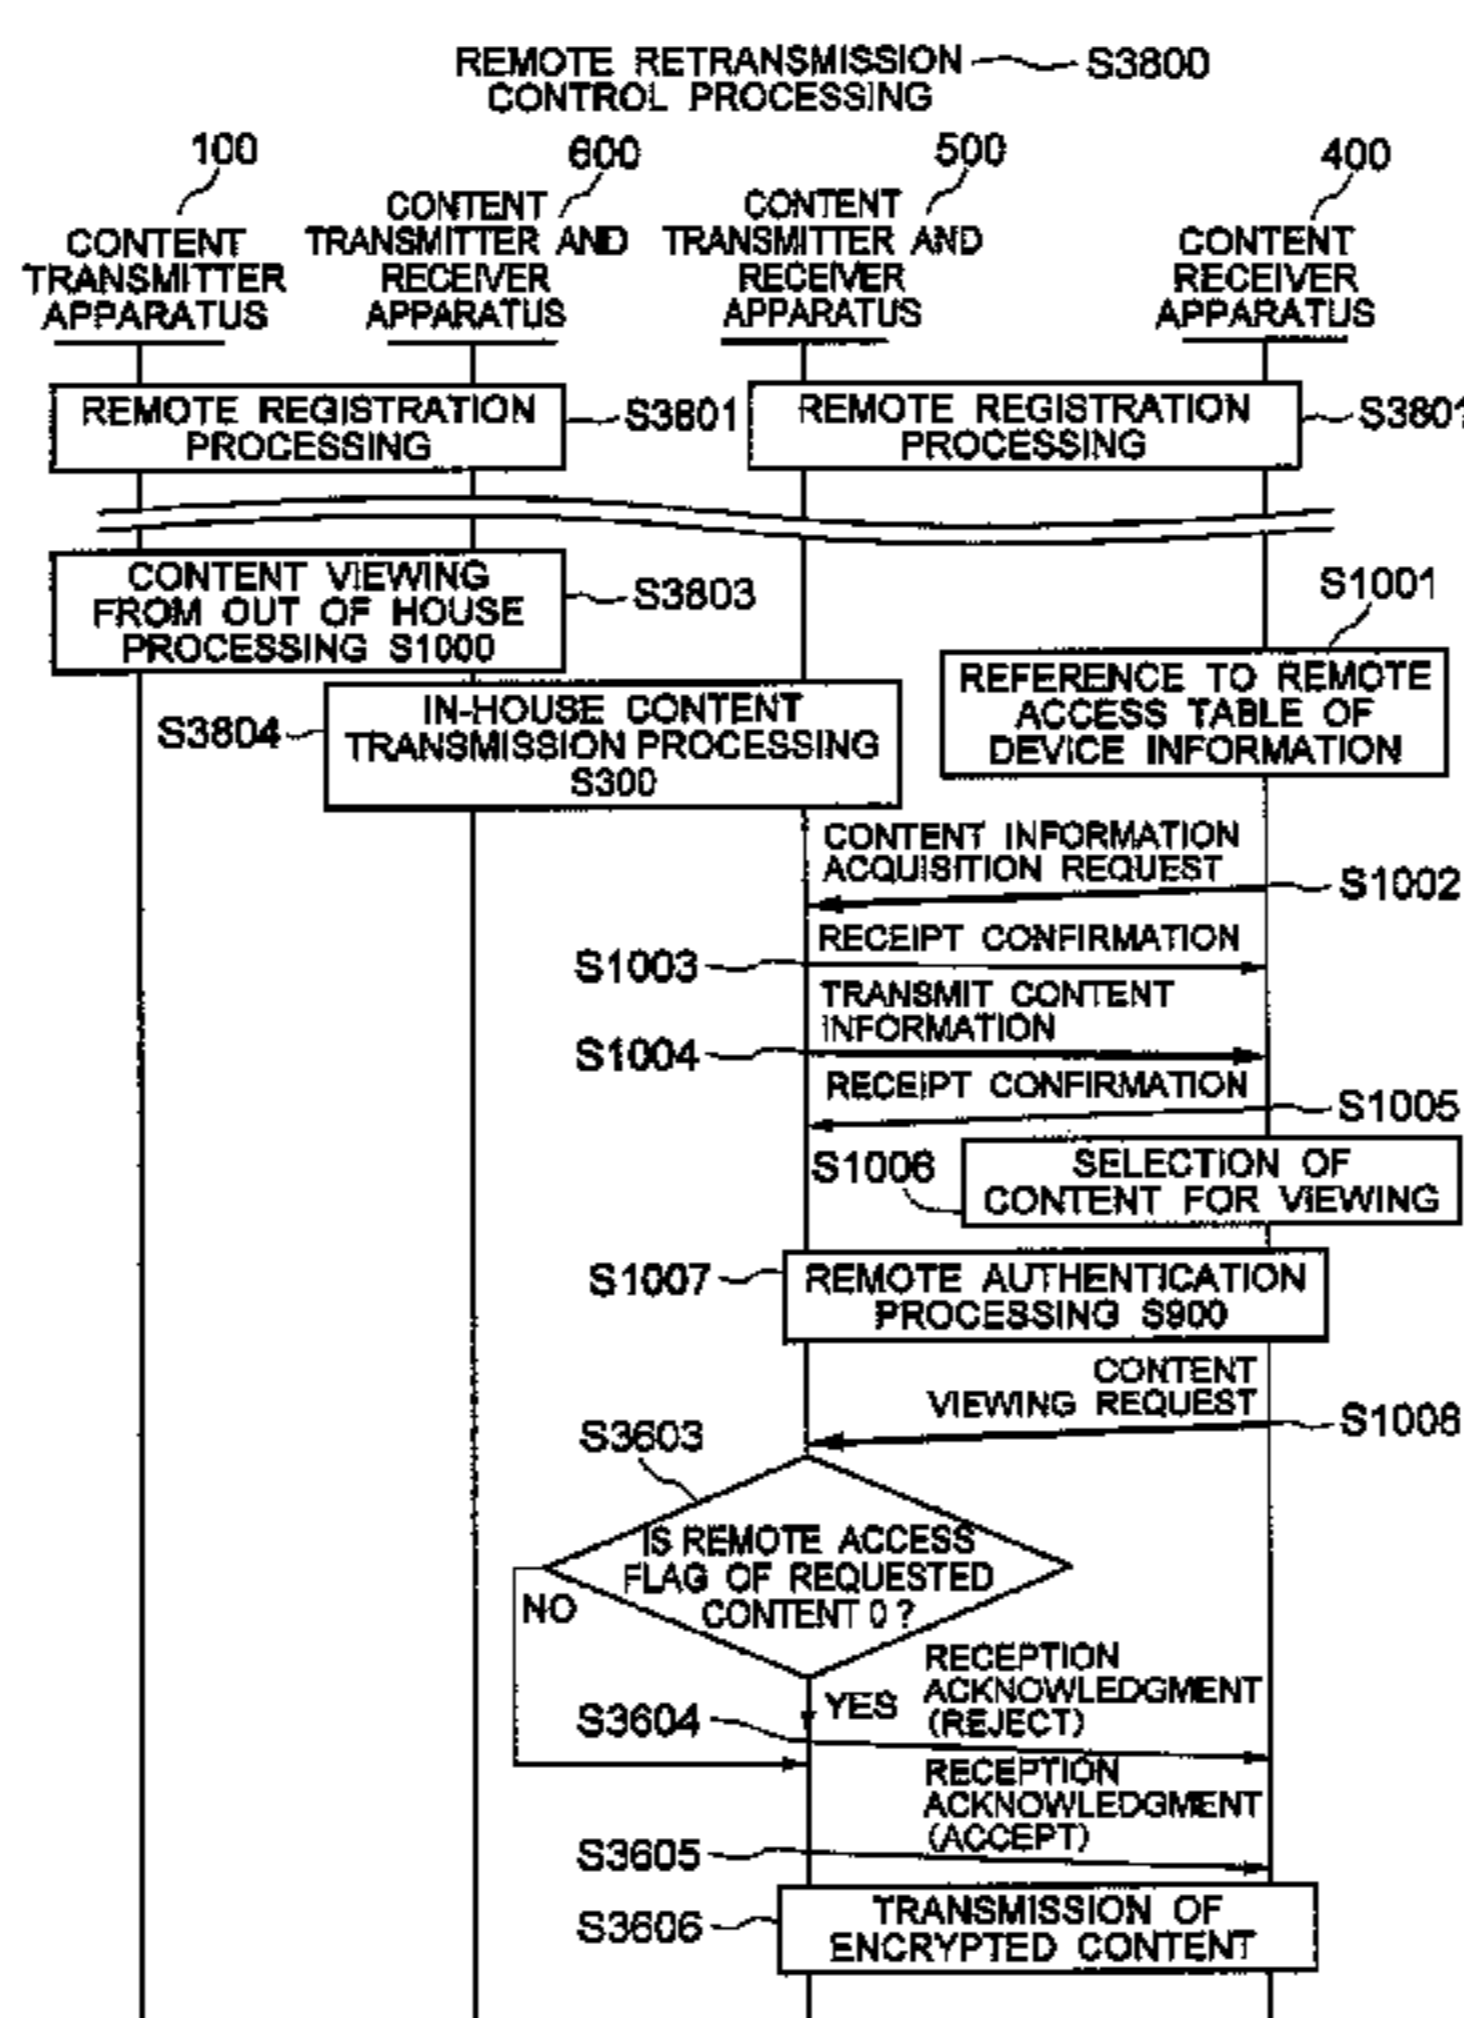 REMOTE RETRANSMISSION S3800
CONTROL PROCESSING
100
CONTENT
TRANSMITTER
APPARATUS
600
CONTENT
TRANSMITTER AND
RECEIVER
APPARATUS
500
CONTENT
TRANSMITTER AND
RECEIVER
APPARATUS
400
CONTENT
RECEIVER
APPARATUS
REMOTE REGISTRATION
PROCESSING
S3801
REMOTE REGISTRATION
PROCESSING
S3801
CONTENT VIEWING
FROM OUT OF HOUSE
PROCESSING S1000
S3803
S1001
REFERENCE TO REMOTE
ACCESS TABLE OF
DEVICE INFORMATION
S3804
IN-HOUSE CONTENT
TRANSMISSION PROCESSING
S300
CONTENT INFORMATION
ACQUISITION REQUEST
S1002
RECEIPT CONFIRMATION
S1003
TRANSMIT CONTENT
INFORMATION
S1004
RECEIPT CONFIRMATION
S1005
S1006
SELECTION OF
CONTENT FOR VIEWING
S1007
REMOTE AUTHENTICATION
PROCESSING S900
CONTENT
VIEWING REQUEST
S1008
S3603
IS REMOTE ACCESS
FLAG OF REQUESTED
CONTENT 0 ?
NO
YES
RECEPTION
ACKNOWLEDGMENT
(REJECT)
S3604
RECEPTION
ACKNOWLEDGMENT
(ACCEPT)
S3605
S3606
TRANSMISSION OF
ENCRYPTED CONTENT